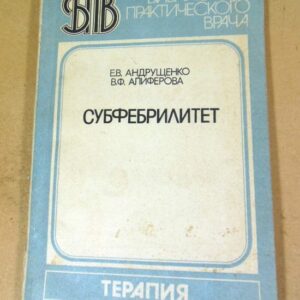 БПВ
ПРАКТИЧЕСКОГО
ВРАЧА
Е.В. АНДРУЩЕНКО
В.Ф. АЛИФЕРОВА
СУБФЕБРИЛИТЕТ
ТЕРАПИЯ